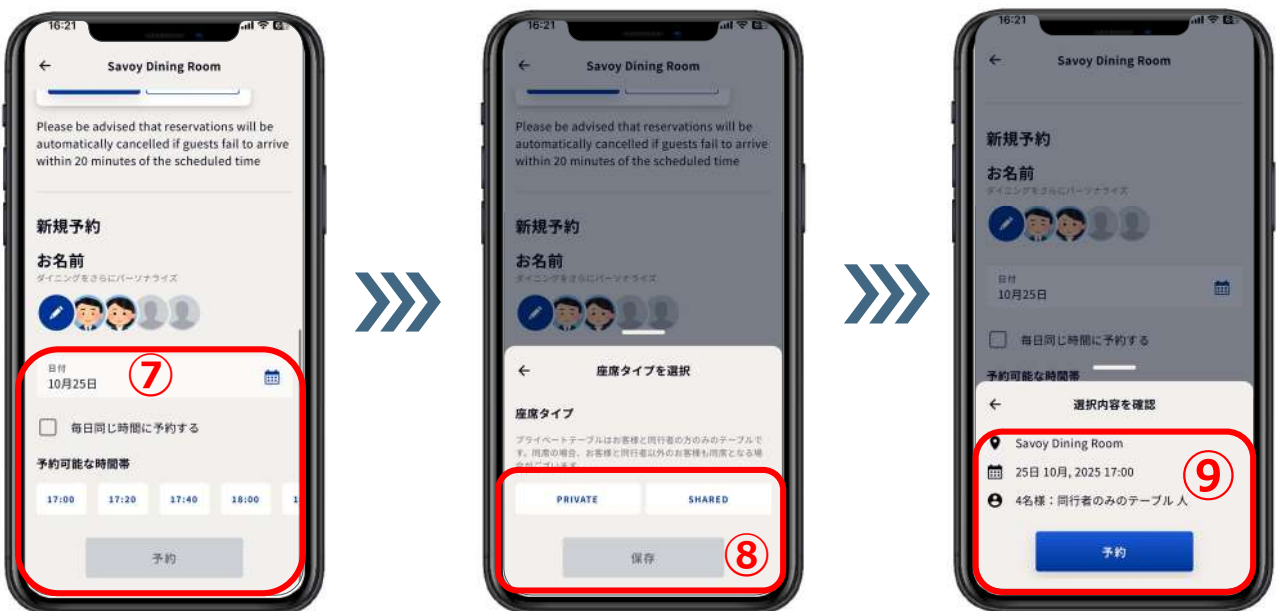 16:21
Savoy Dining Room
Please be advised that reservations will be
automatically cancelled if guests fail to arrive
within 20 minutes of the scheduled time
新規予約
お名前
ダイニングをさらにパーソナライズ
日付
10月25日
⑦
毎日同じ時間に予約する
予約可能な時間帯
17:00 17:20 17:40 18:00
予約
16:21
Savoy Dining Room
Please be advised that reservations will be
automatically cancelled if guests fail to arrive
within 20 minutes of the scheduled time
新規予約
お名前
ダイニングをさらにパーソナライズ
座席タイプを選択
座席タイプ
プライベートテーブルはお客様と同行者の方のみのテーブルで
す。同席の場合、お客様と同行者以外のお客様も同席となる場
合がございます
PRIVATE SHARED
保存
⑧
16:21
Savoy Dining Room
新規予約
お名前
ダイニングをさらにパーソナライズ
日付
10月25日
毎日同じ時間に予約する
予約可能な時間帯
選択内容を確認
Savoy Dining Room
25日 10月, 2025 17:00
⑨
4名様：同行者のみのテーブル 人
予約